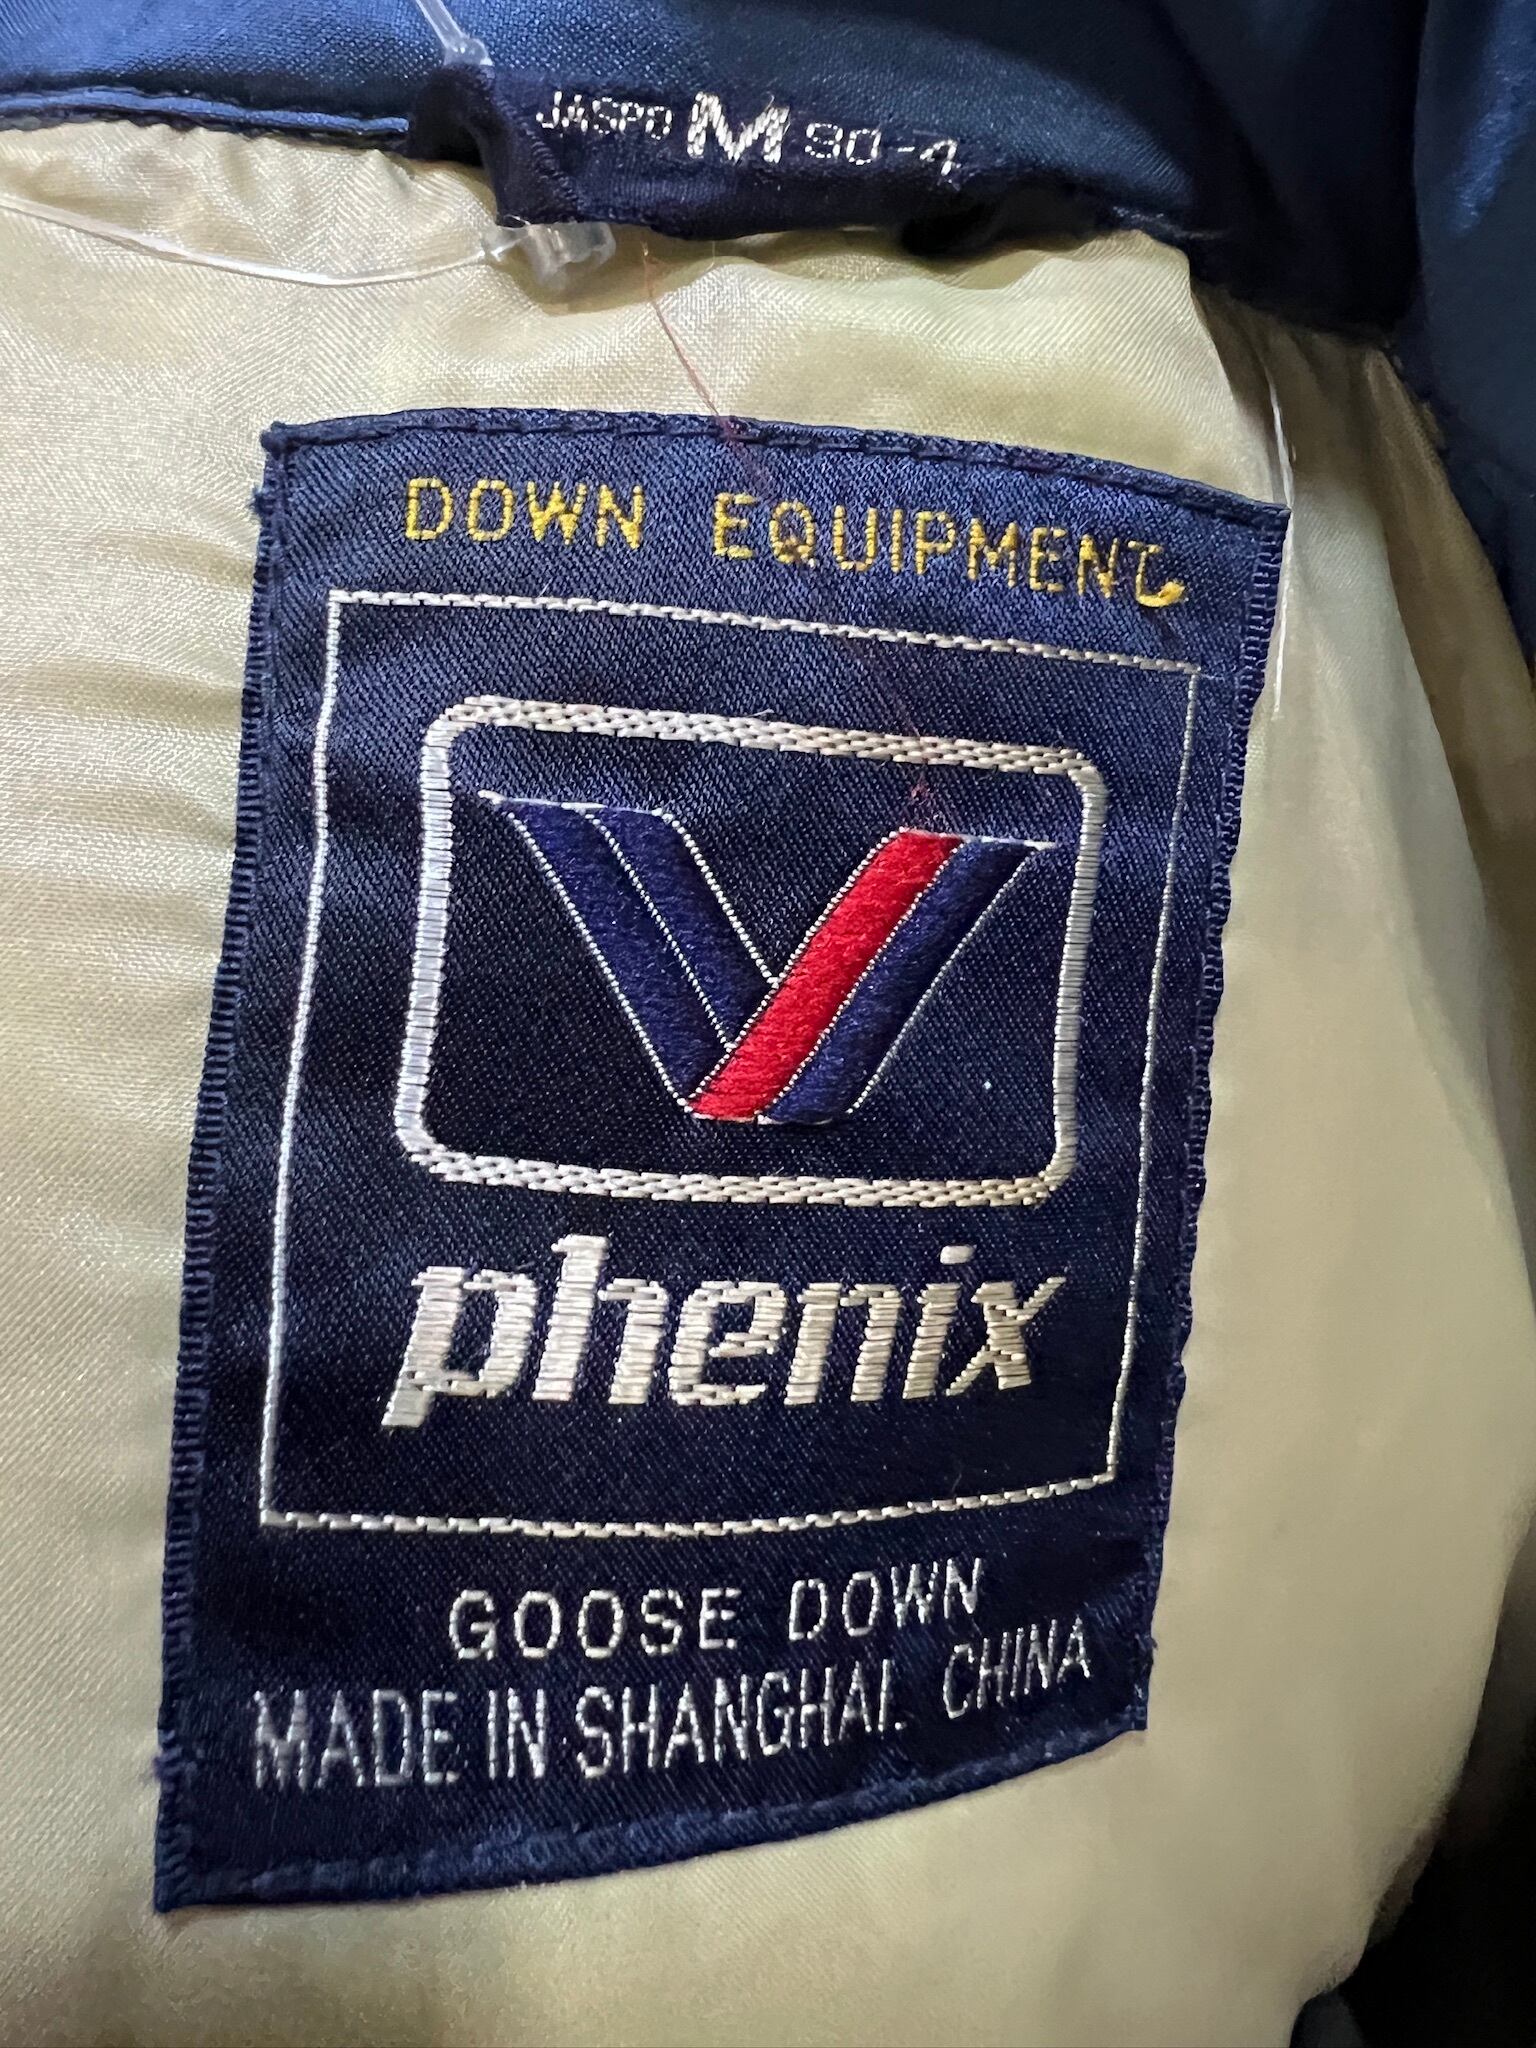 JASPO M 90-4
DOWN EQUIPMENT
phenix
GOOSE DOWN
MADE IN SHANGHAI. CHINA